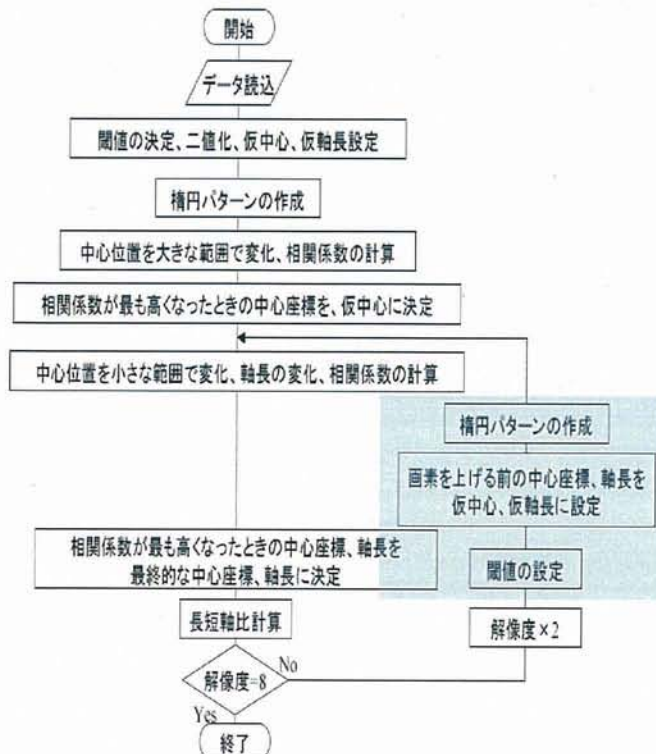 開始
データ読込
閾値の決定、二値化、仮中心、仮軸長設定
楕円パターンの作成
中心位置を大きな範囲で変化、相関係数の計算
相関係数が最も高くなったときの中心座標を、仮中心に決定
中心位置を小さな範囲で変化、軸長の変化、相関係数の計算
楕円パターンの作成
画素を上げる前の中心座標、軸長を
仮中心、仮軸長に設定
相関係数が最も高くなったときの中心座標、軸長を
最終的な中心座標、軸長に決定
閾値の設定
長短軸比計算
解像度×2
解像度=8
No
Yes
終了